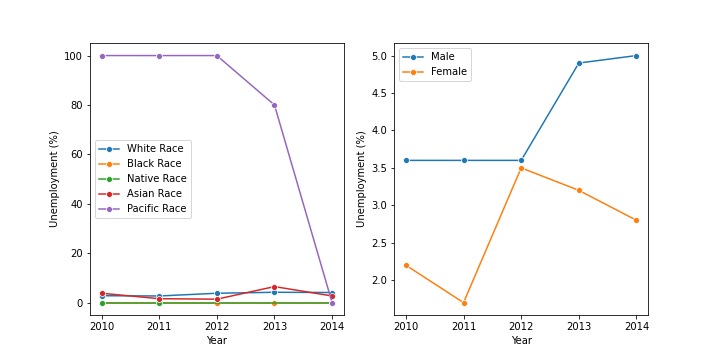 100
80
60
40
20
0
Unemployment (%)
White Race
Black Race
Native Race
Asian Race
Pacific Race
2010 2011 2012 2013 2014
Year
5.0
4.5
4.0
3.5
3.0
2.5
2.0
Unemployment (%)
Male
Female
2010 2011 2012 2013 2014
Year